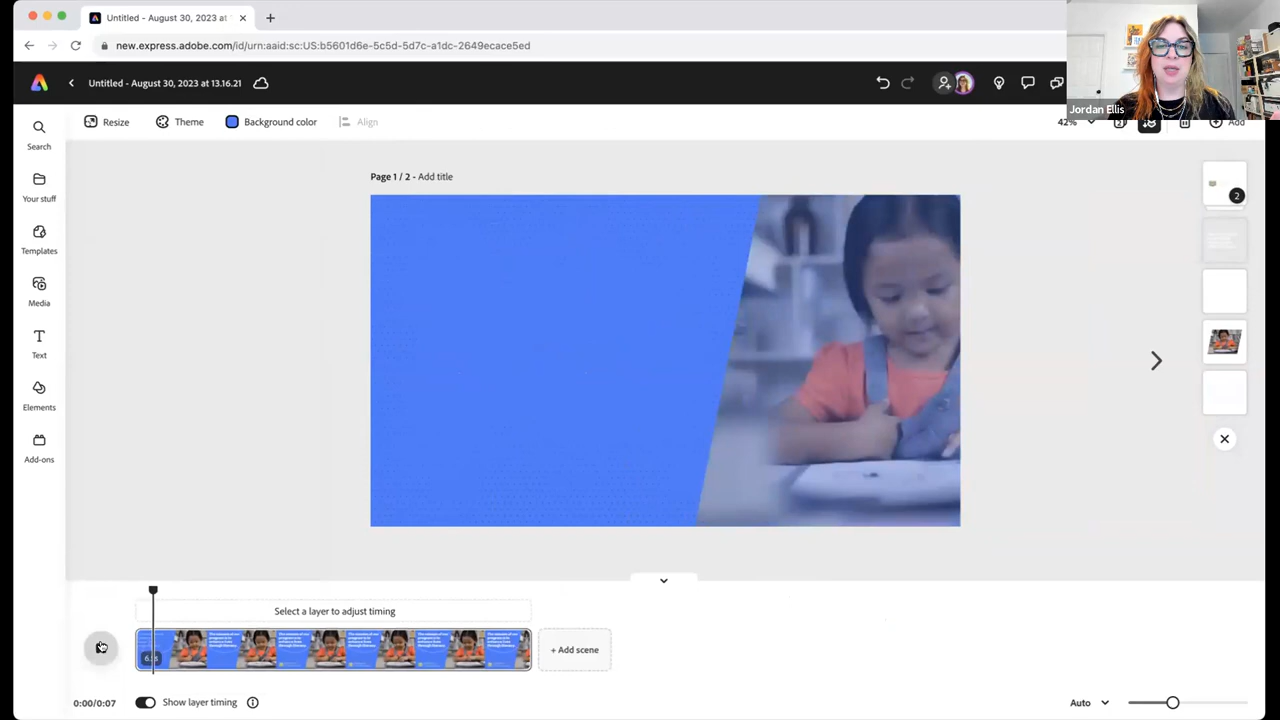 Untitled - August 30, 2023 at
new.express.adobe.com/id/urn:aaid:sc:US:b5601d6e-5c5d-5d7c-a1dc-2649ecace5ed
Untitled - August 30, 2023 at 13.16.21
Jordan Ellis
Resize
Theme
Background color
Align
42%
Add
Search
Your stuff
Templates
Media
Text
Elements
Add-ons
Page 1 / 2 - Add title
2
Select a layer to adjust timing
+ Add scene
0:00/0:07
Show layer timing
Auto